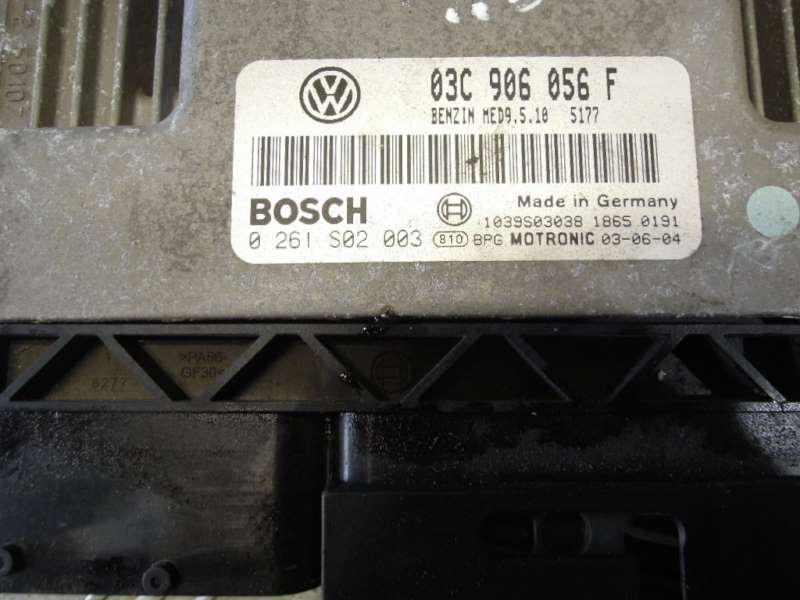 03C 906 056 F
BENZIN MED9.5.10 5177
BOSCH
Made in Germany
1039S03038 1865 0191
0 261 S02 003 810 BPG MOTRONIC 03-06-04
>PA66-
GF30<
6277